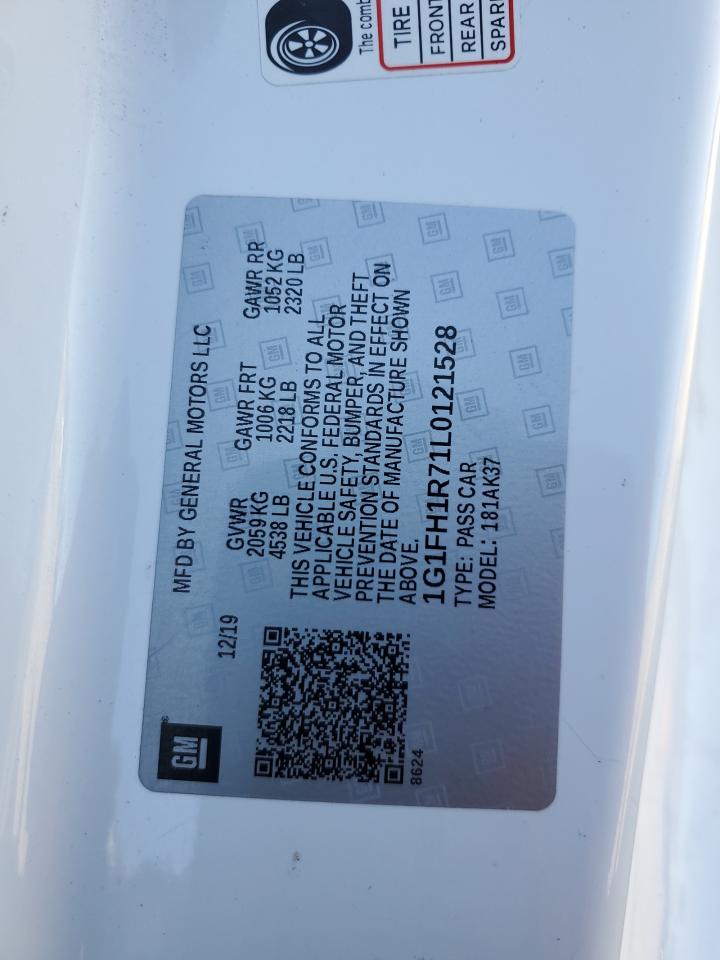 The comb
TIRE
FRONT
REAR
SPAR
GM
MFD BY GENERAL MOTORS LLC
12/19
GVWR GAWR FRT GAWR RR
2059 KG 1006 KG 1052 KG
4538 LB 2218 LB 2320 LB
THIS VEHICLE CONFORMS TO ALL
APPLICABLE U.S. FEDERAL MOTOR
VEHICLE SAFETY, BUMPER, AND THEFT
PREVENTION STANDARDS IN EFFECT ON
THE DATE OF MANUFACTURE SHOWN
ABOVE.
1G1FH1R71L0121528
TYPE: PASS CAR
MODEL: 181AK37
8624